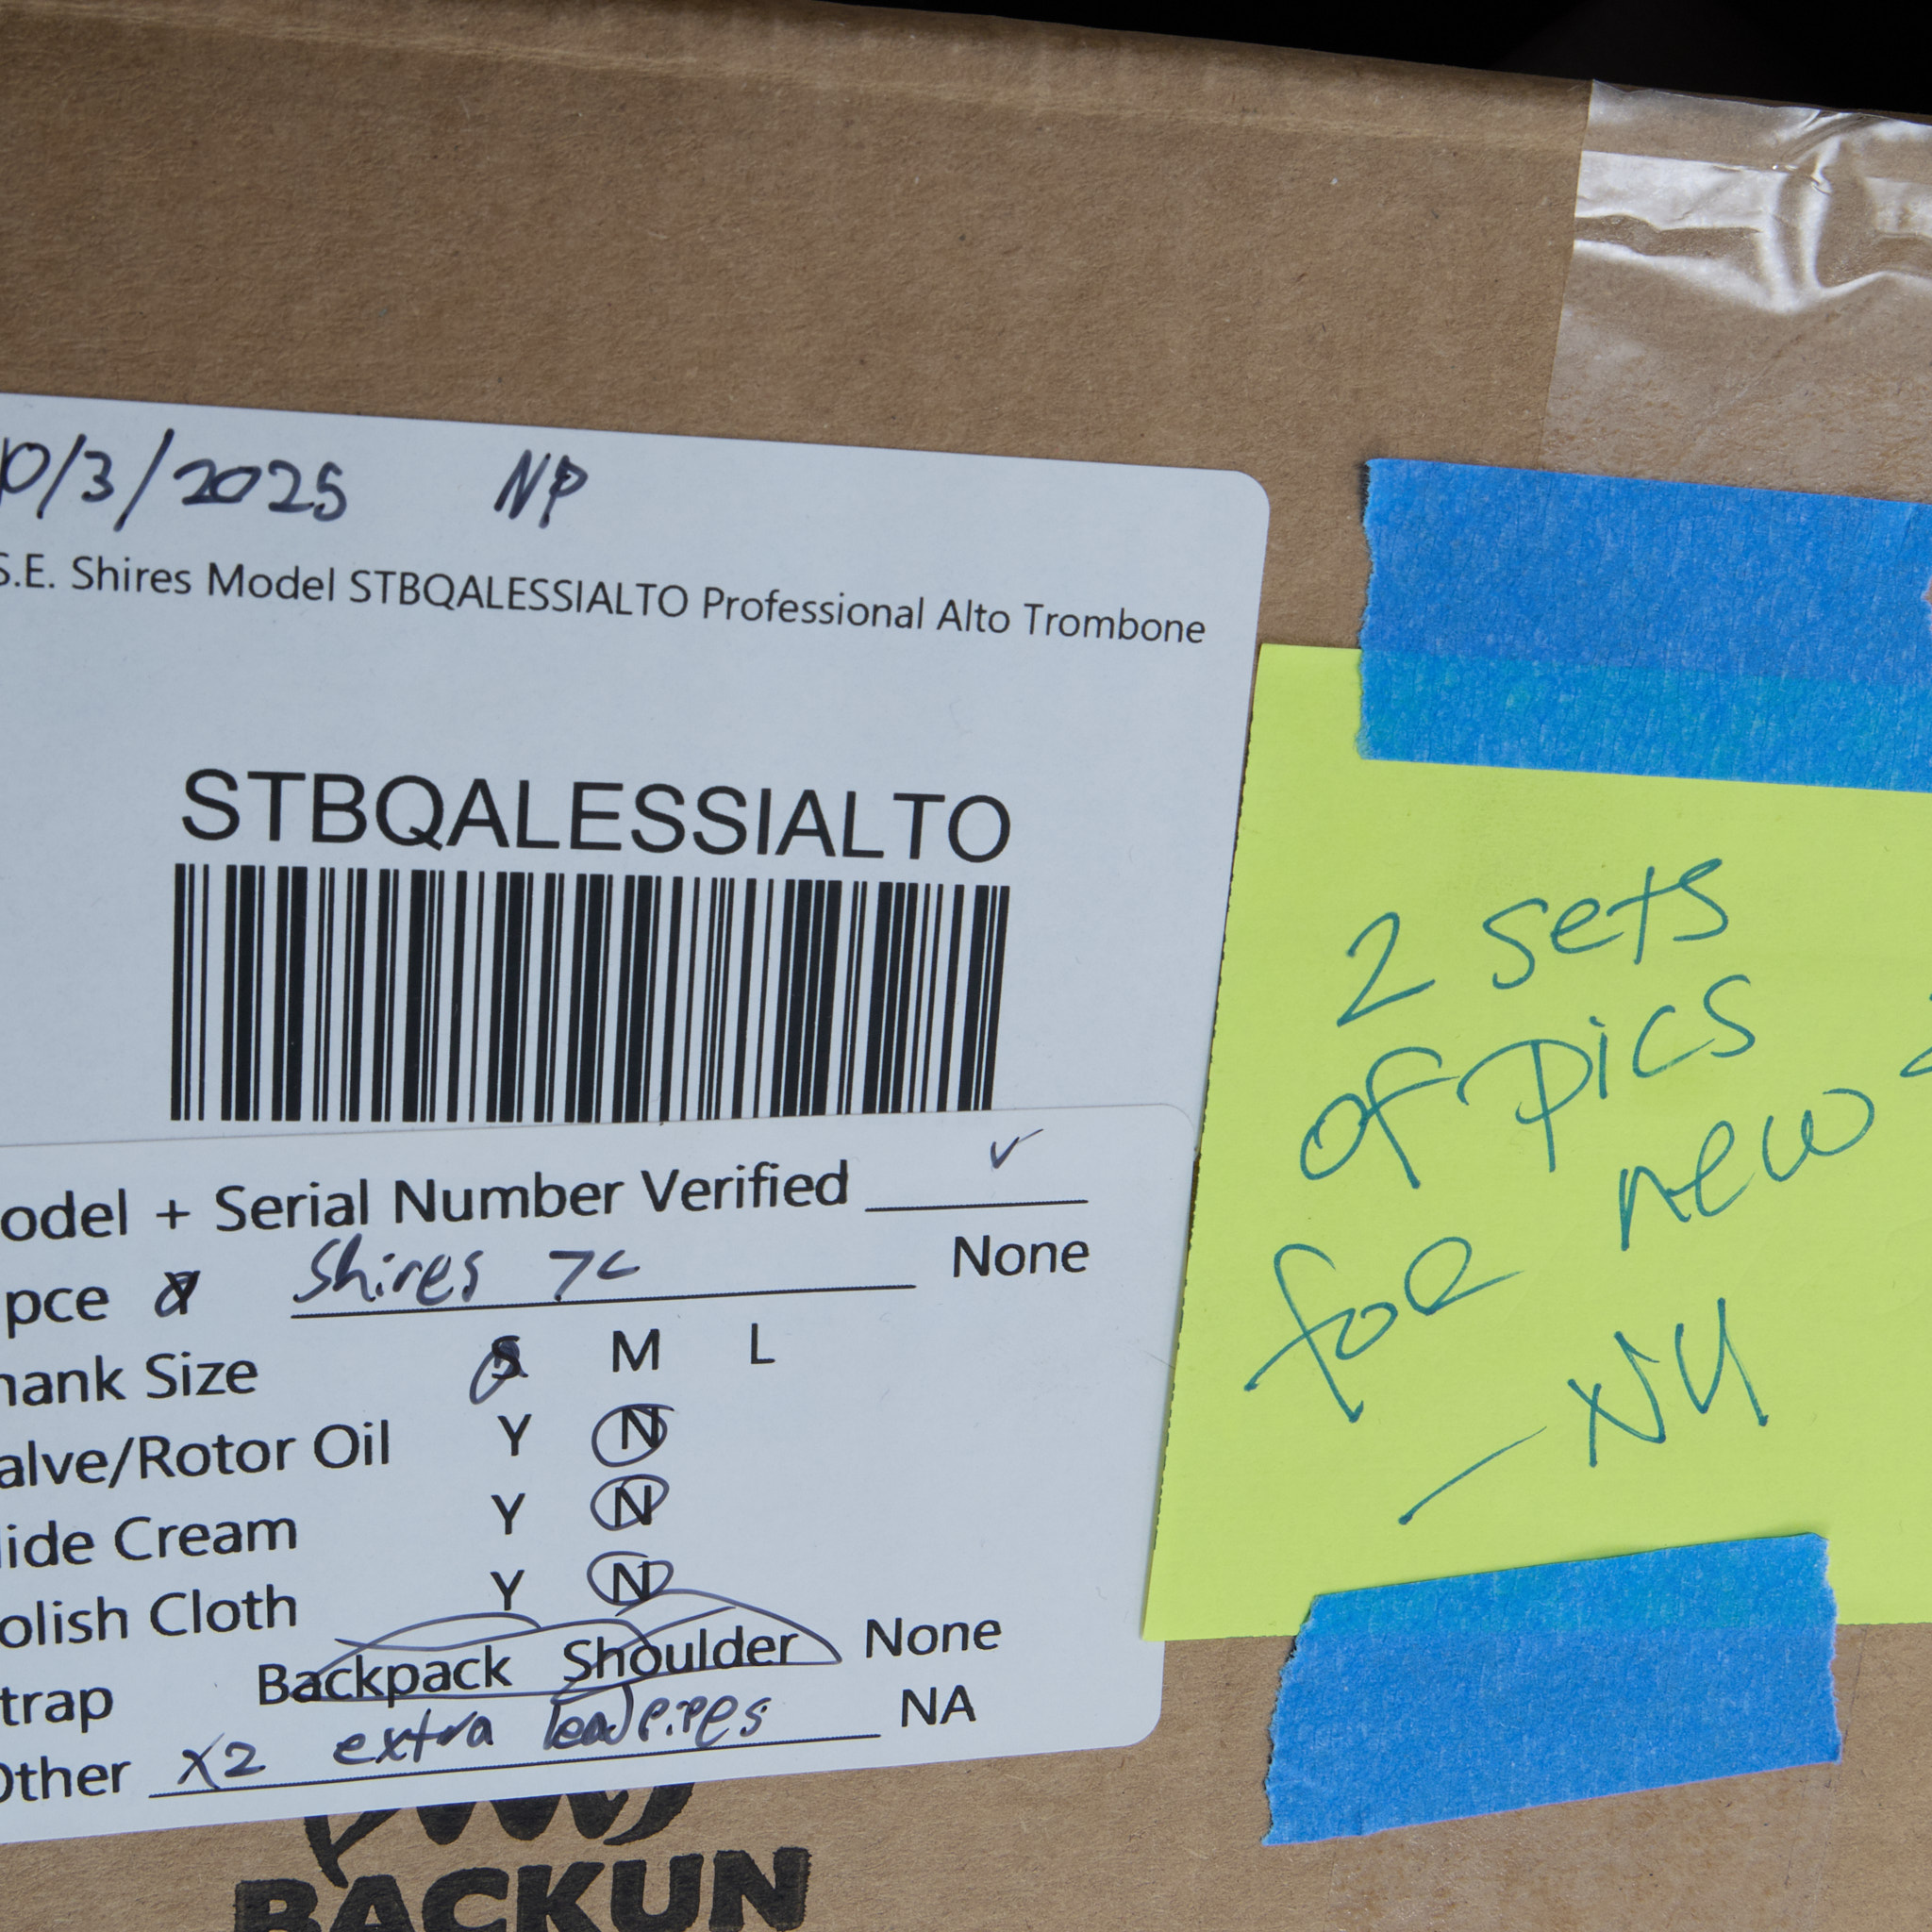 0/3/2025 NP
S.E. Shires Model STBQALESSIALTO Professional Alto Trombone
STBQALESSIALTO
odel + Serial Number Verified ✓
pce Shires 7C None
hank Size S M L
alve/Rotor Oil Y N
lide Cream Y N
olish Cloth Y N
trap Backpack Shoulder None
Other x2 extra leadpipes NA
BACKUN
2 sets
of pics
for new